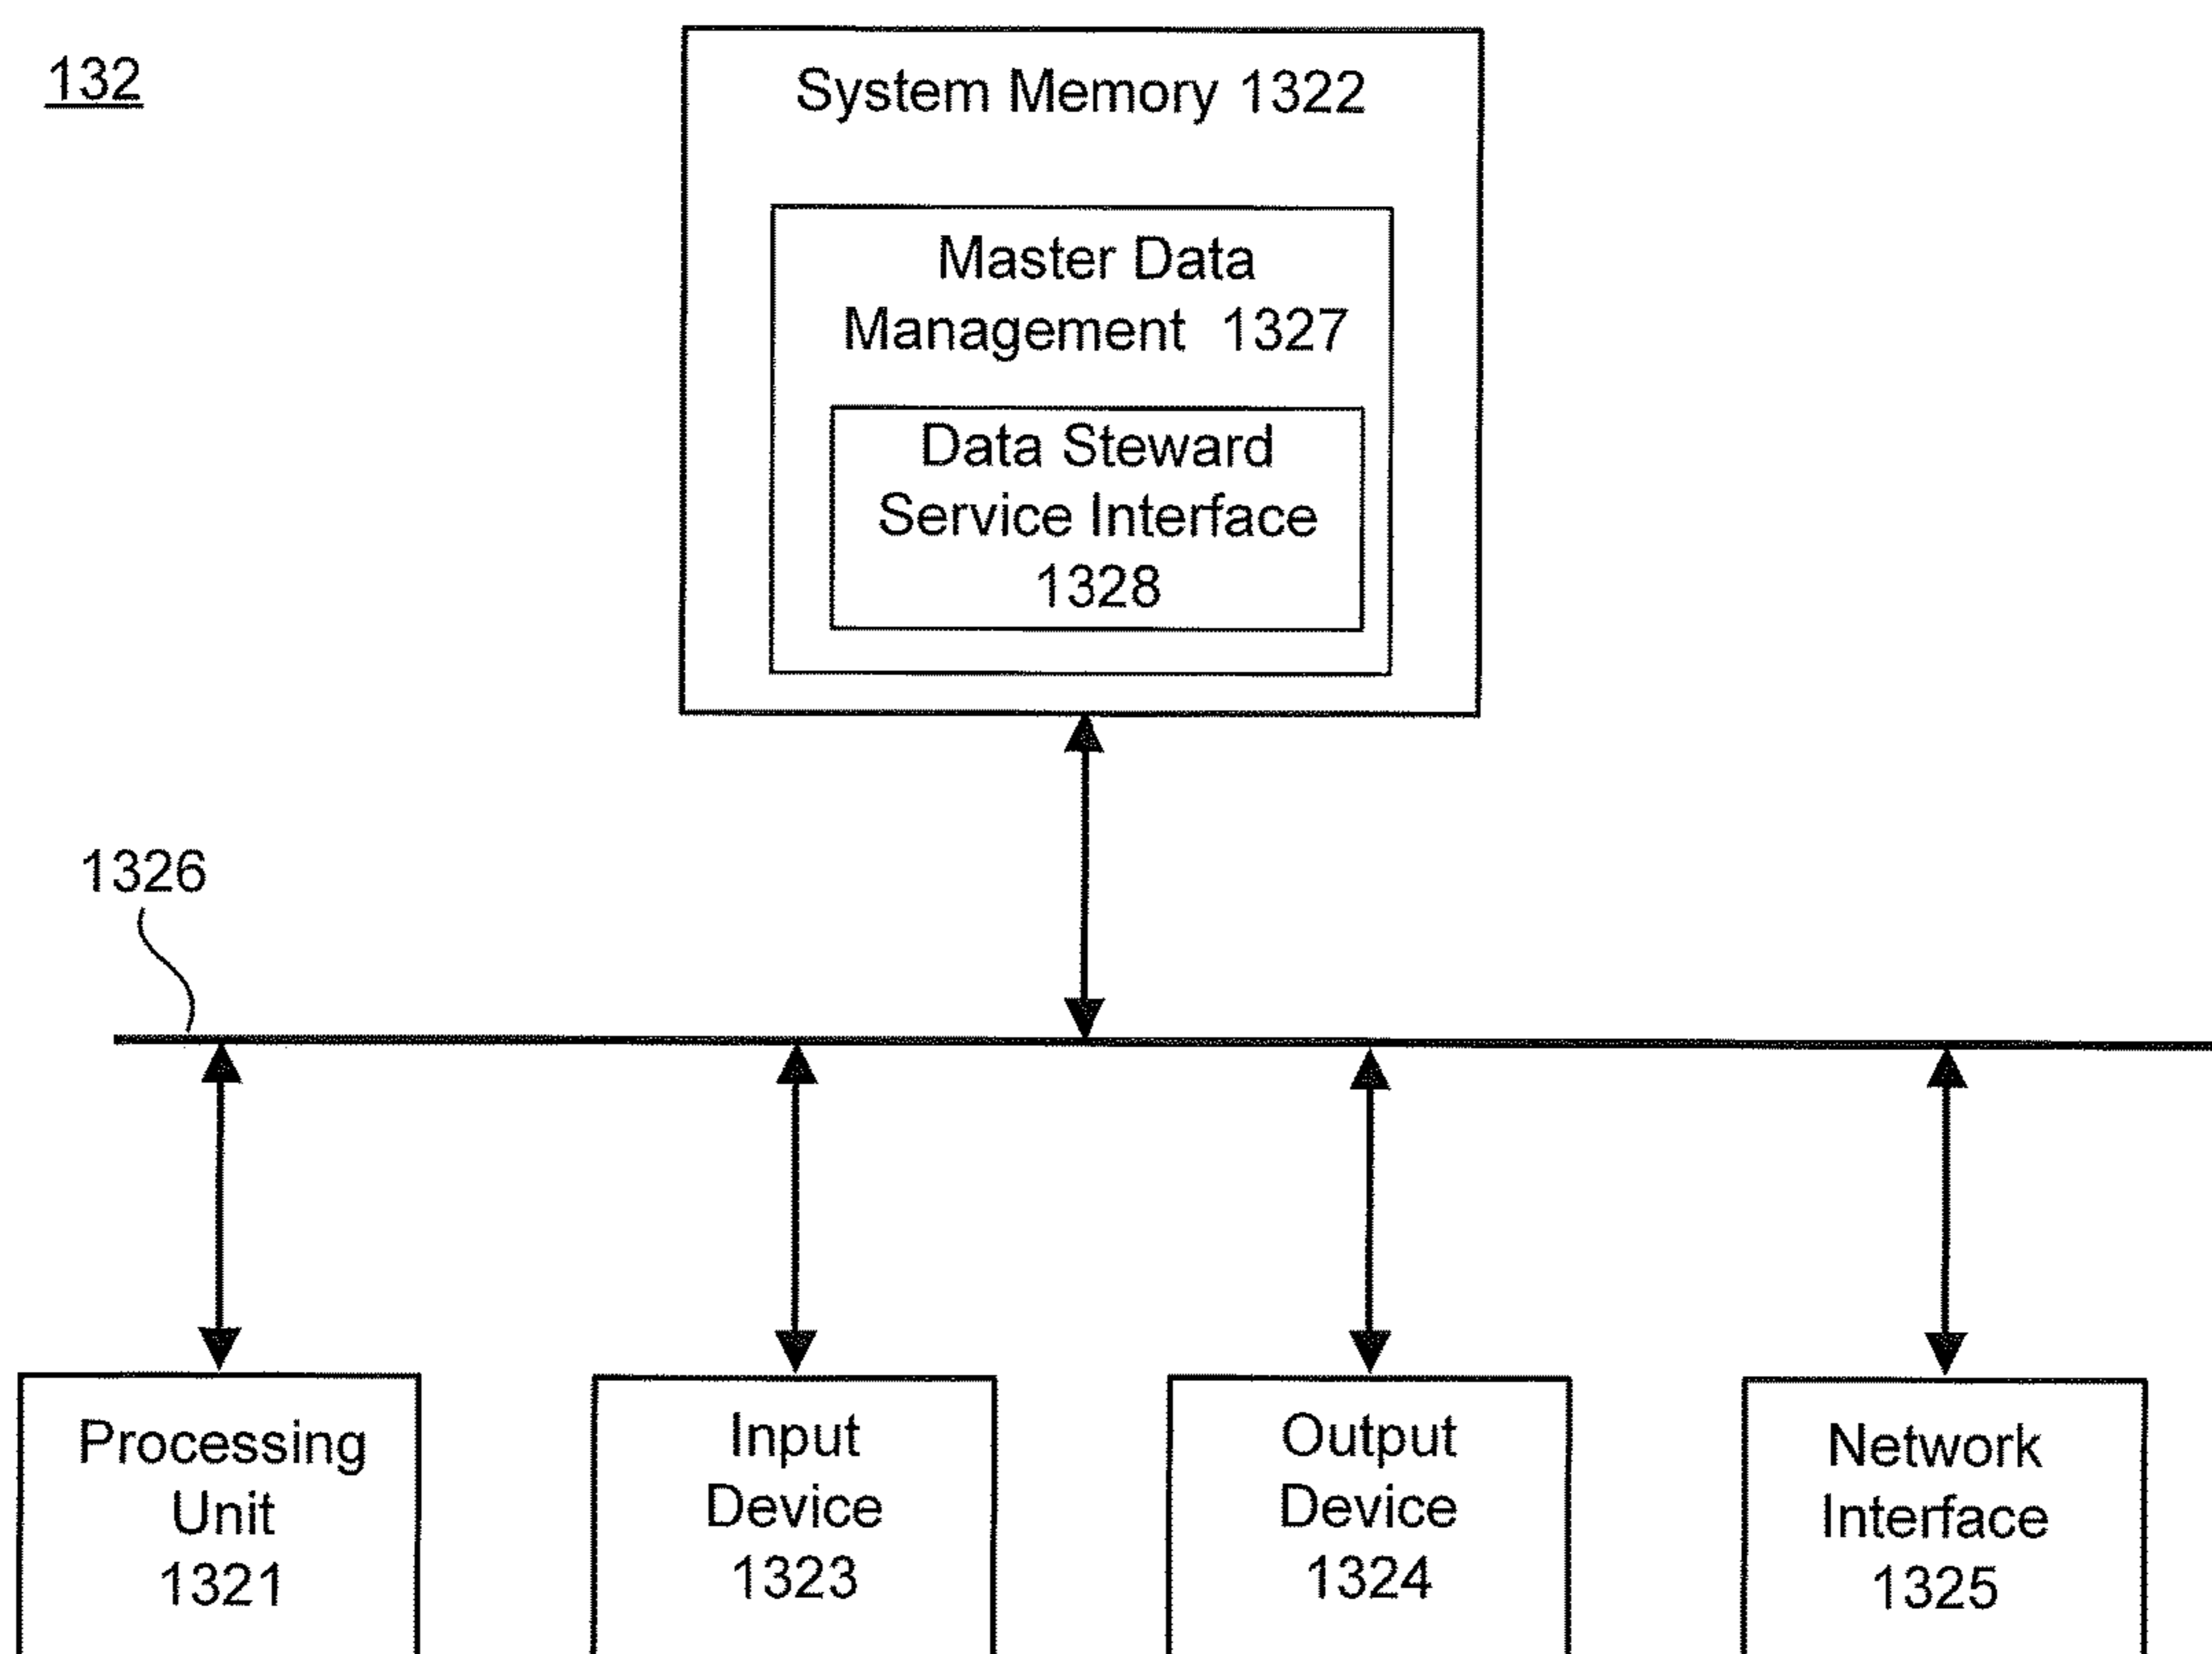 132
System Memory 1322
Master Data
Management 1327
Data Steward
Service Interface
1328
1326
Processing
Unit
1321
Input
Device
1323
Output
Device
1324
Network
Interface
1325